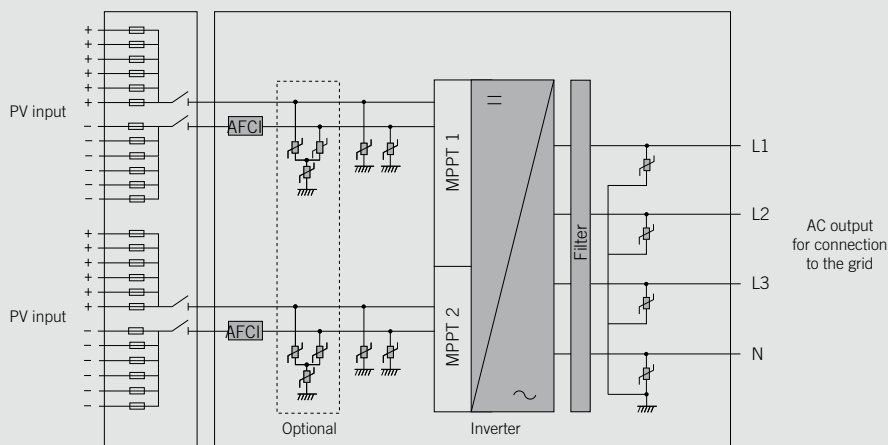 +
+
+
+
+
+
PV input
−
−
−
−
−
−
AFCI
MPPT 1
L1
L2
AC output
for connection
to the grid
Filter
+
+
+
+
+
+
PV input
−
−
−
−
−
−
AFCI
MPPT 2
L3
N
Optional
Inverter